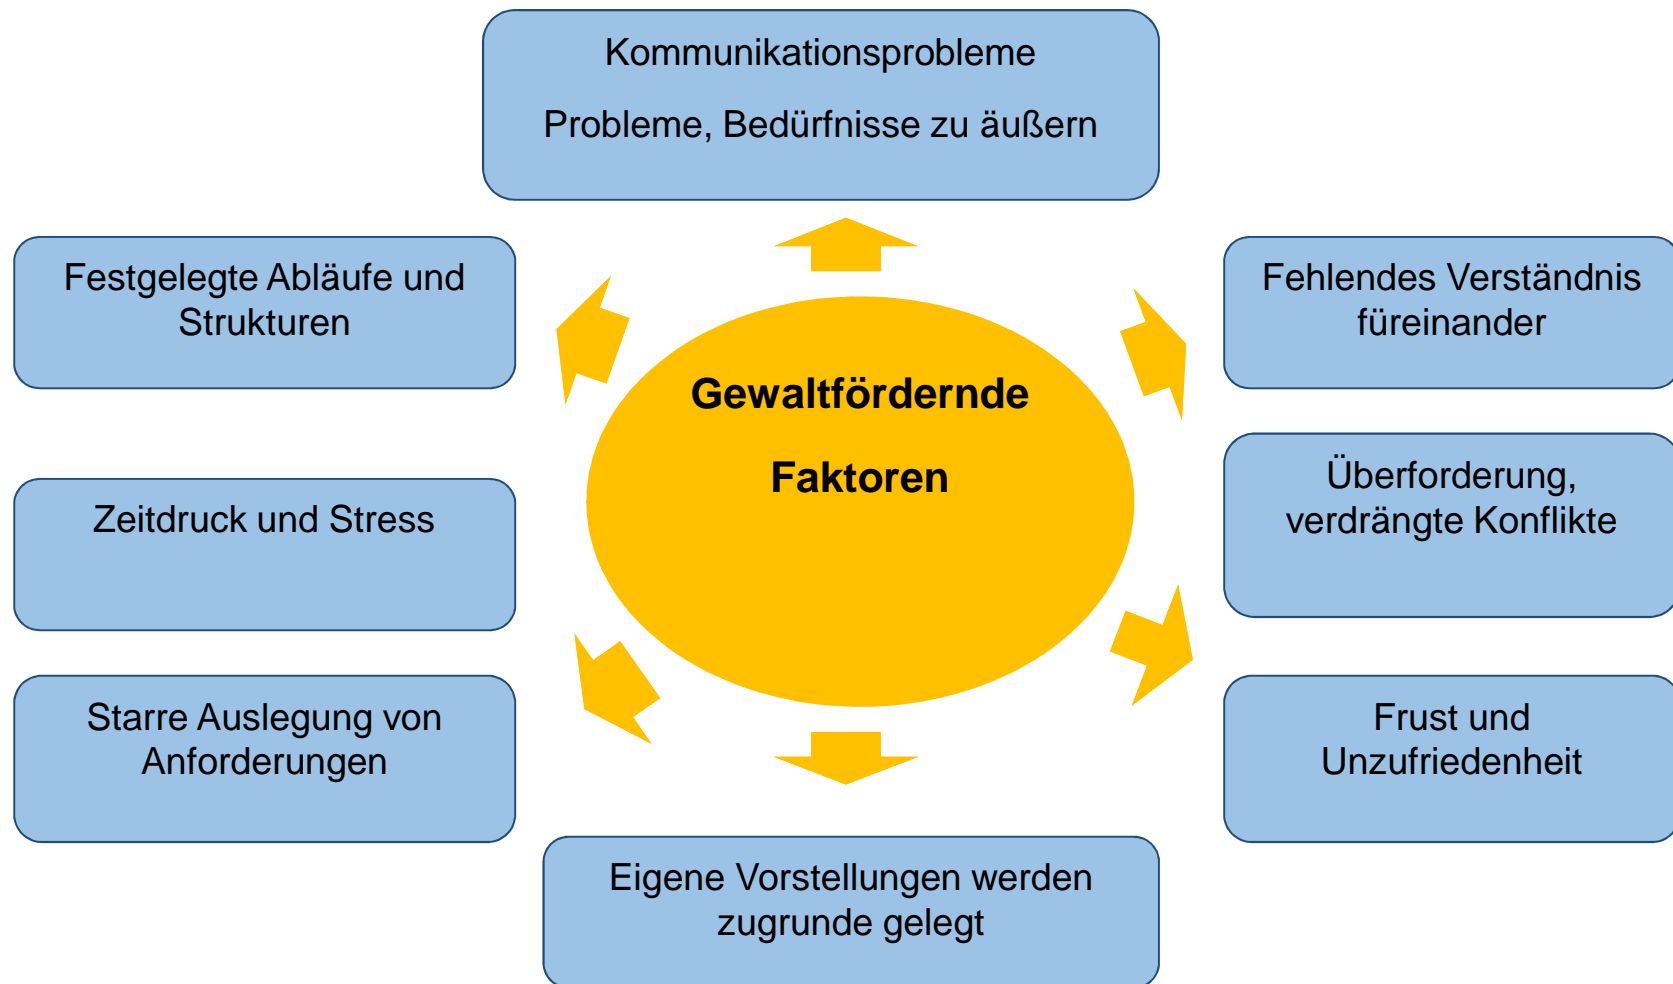 Kommunikationsprobleme
Probleme, Bedürfnisse zu äußern
Festgelegte Abläufe und
Strukturen
Fehlendes Verständnis
füreinander
Gewaltfördernde
Faktoren
Zeitdruck und Stress
Überforderung,
verdrängte Konflikte
Starre Auslegung von
Anforderungen
Frust und
Unzufriedenheit
Eigene Vorstellungen werden
zugrunde gelegt